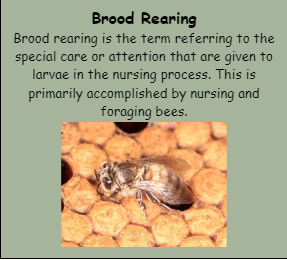 Brood Rearing
Brood rearing is the term referring to the
special care or attention that are given to
larvae in the nursing process. This is
primarily accomplished by nursing and
foraging bees.